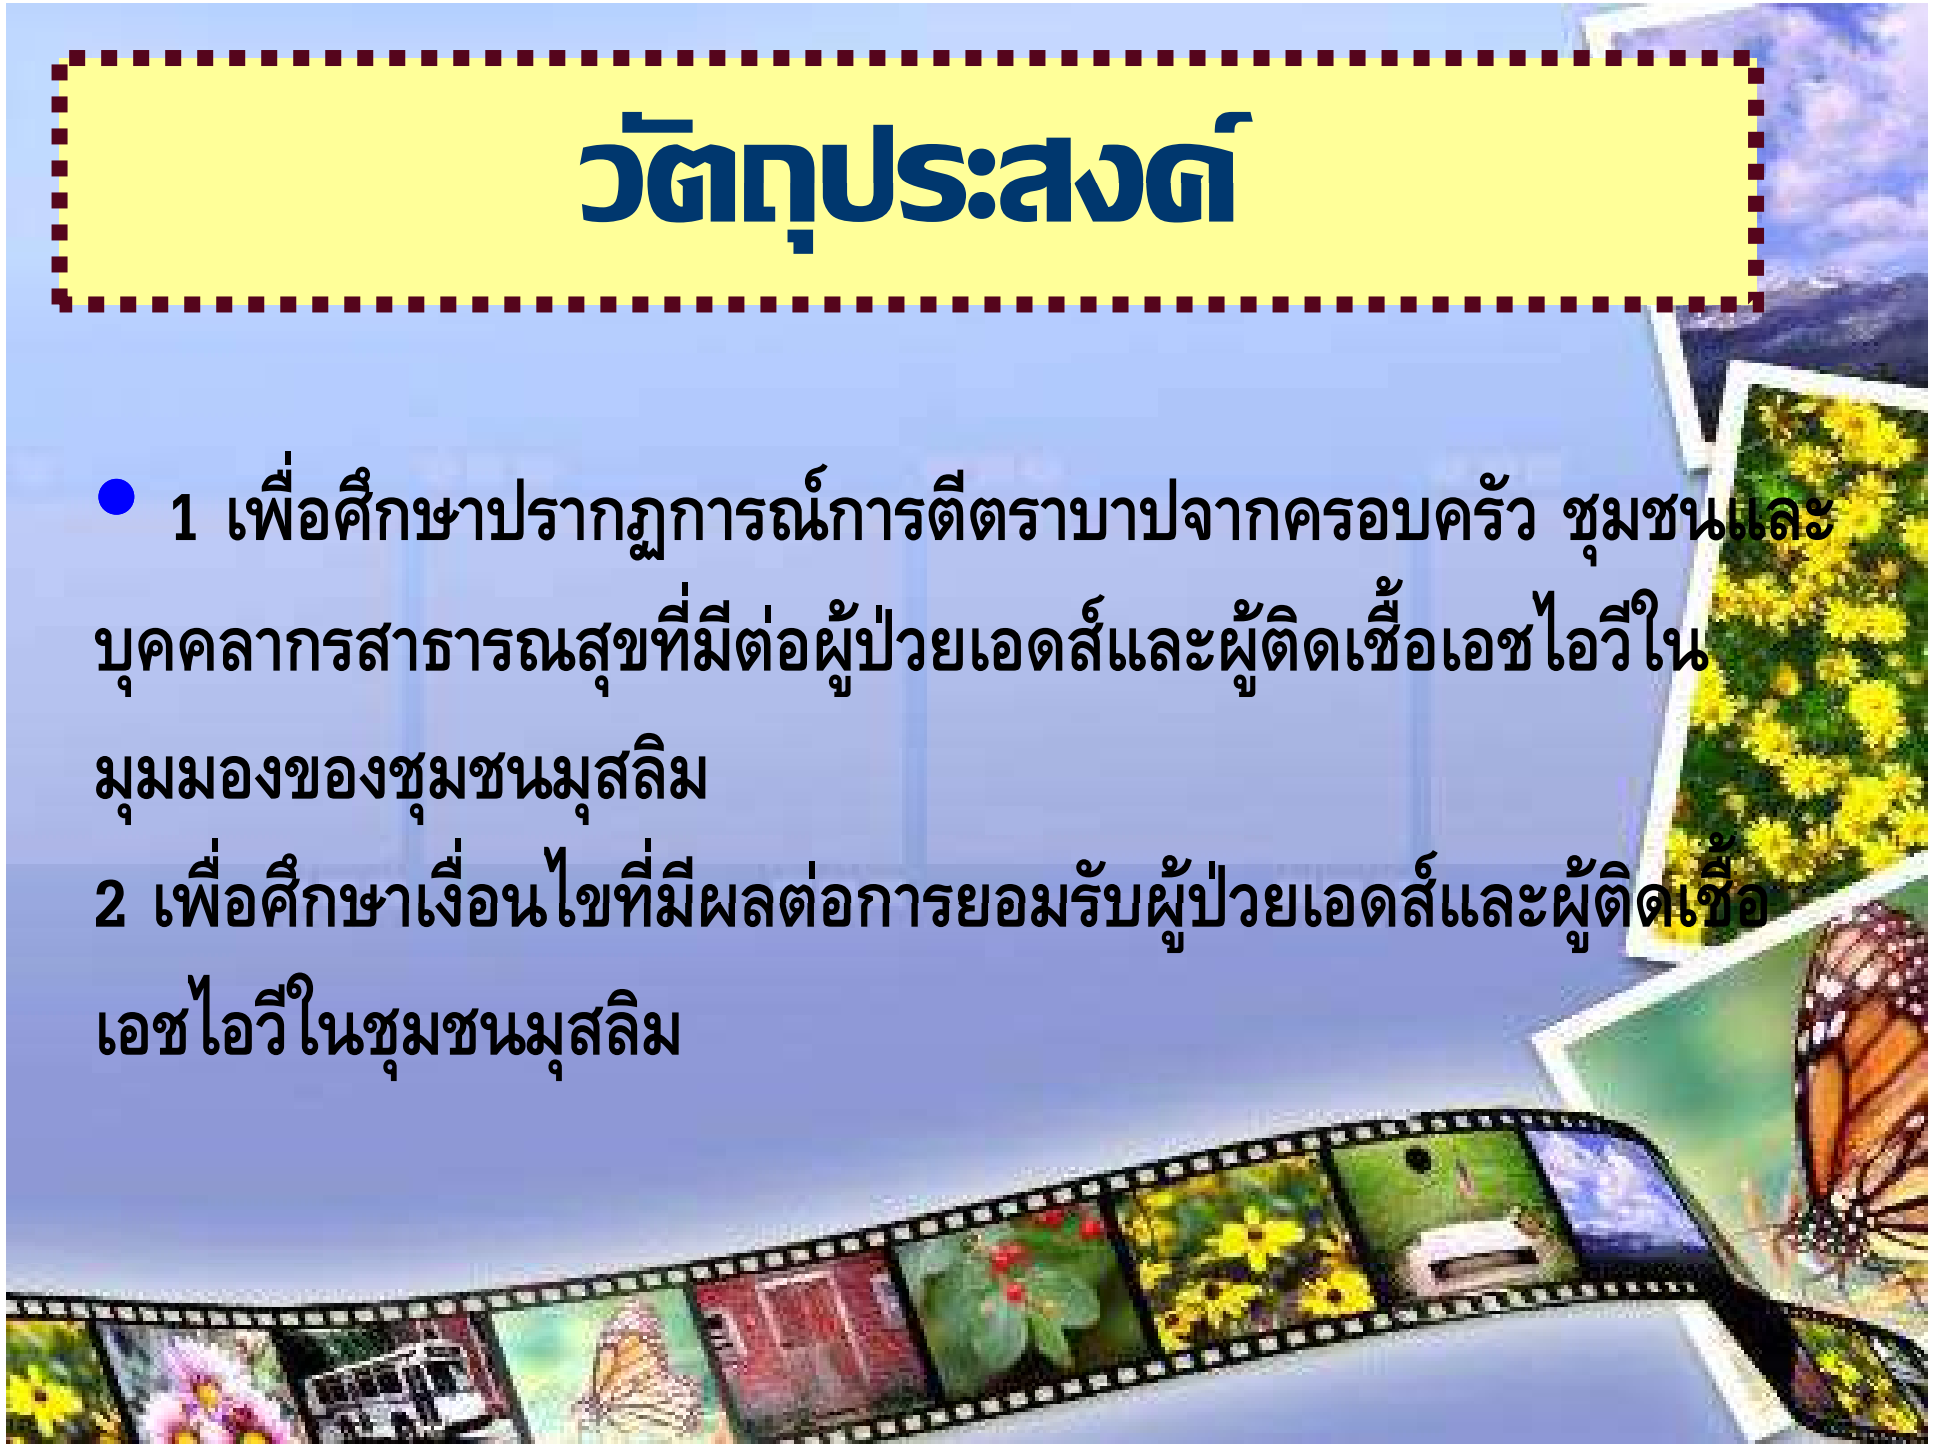 วัตถุประสงค์
• 1 เพื่อศึกษาปรากฏการณ์การตีตราบาปจากครอบครัว ชุมชนและ
บุคคลากรสาธารณสุขที่มีต่อผู้ป่วยเอดส์และผู้ติดเชื้อเอชไอวีใน
มุมมองของชุมชนมุสลิม
2 เพื่อศึกษาเงื่อนไขที่มีผลต่อการยอมรับผู้ป่วยเอดส์และผู้ติดเชื้อ
เอชไอวีในชุมชนมุสลิม